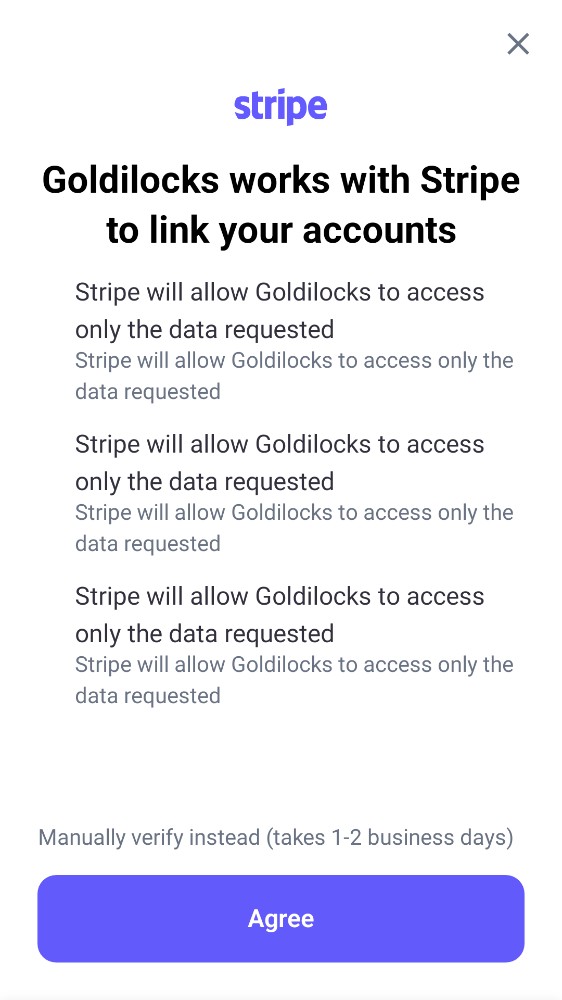 stripe
Goldilocks works with Stripe
to link your accounts
Stripe will allow Goldilocks to access
only the data requested
Stripe will allow Goldilocks to access only the
data requested
Stripe will allow Goldilocks to access
only the data requested
Stripe will allow Goldilocks to access only the
data requested
Stripe will allow Goldilocks to access
only the data requested
Stripe will allow Goldilocks to access only the
data requested
Manually verify instead (takes 1-2 business days)
Agree